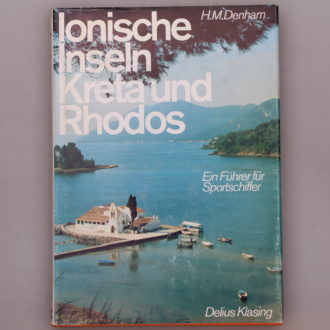 Ionische
H.M.Denham
Inseln
Kreta und
Rhodos
Ein Führer für
Sportschiffer
Delius Klasing